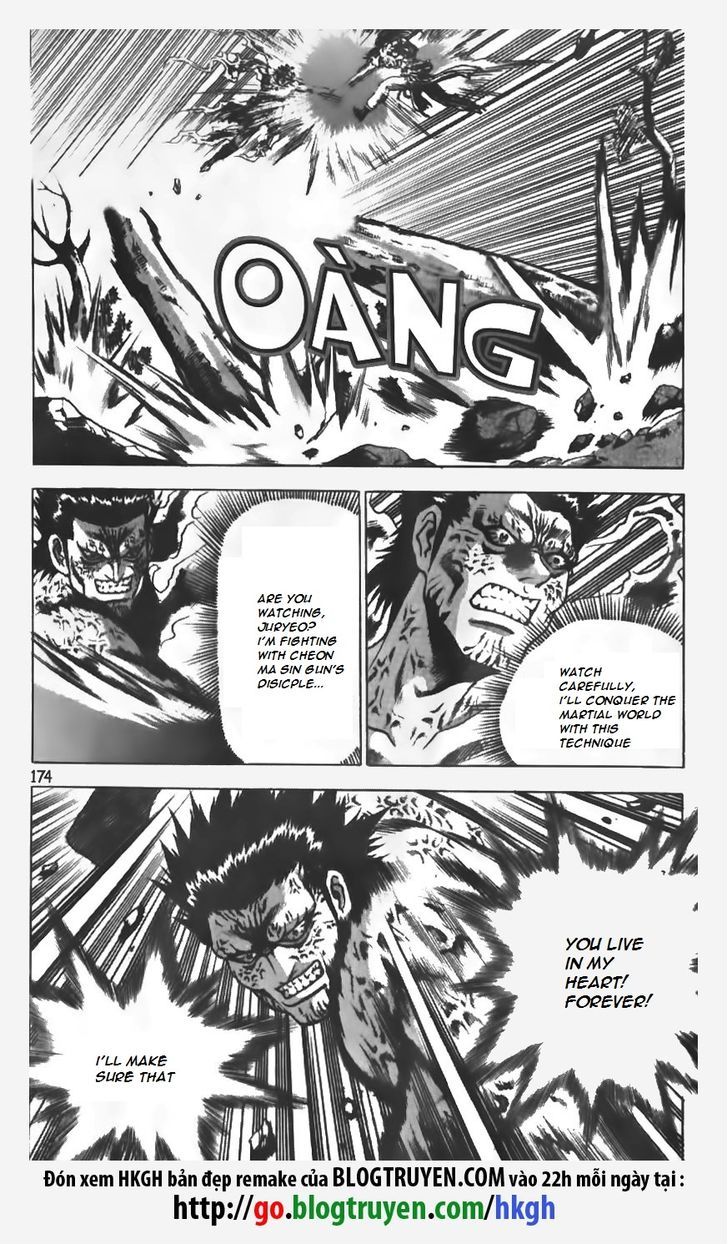 OÀNG
ARE YOU
WATCHING,
JURYEO?
I'M FIGHTING
WITH CHEON
MA SIN GUN'S
DISICPLE...
WATCH
CAREFULLY,
I'LL CONQUER THE
MARTIAL WORLD
WITH THIS
TECHNIQUE
174
YOU LIVE
IN MY
HEART!
FOREVER!
I'LL MAKE
SURE THAT
Đón xem HKGH bản đẹp remake của BLOGTRUYEN.COM vào 22h mỗi ngày tại :
http://go.blogtruyen.com/hkgh